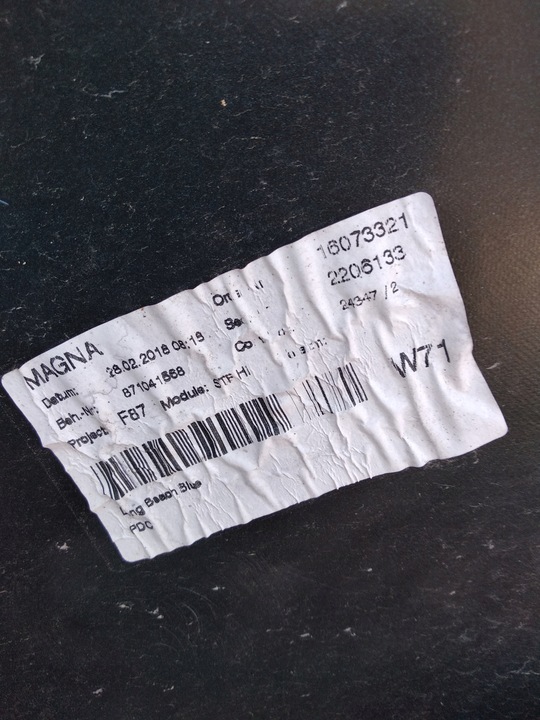 MAGNA
16073321
Datum: 28.02.2018 08:18 2206133
Beh.-Nr: 871041568 24347 / 2
Project: F87 Module: STF Hi W71
Long Beach Blue
PDC